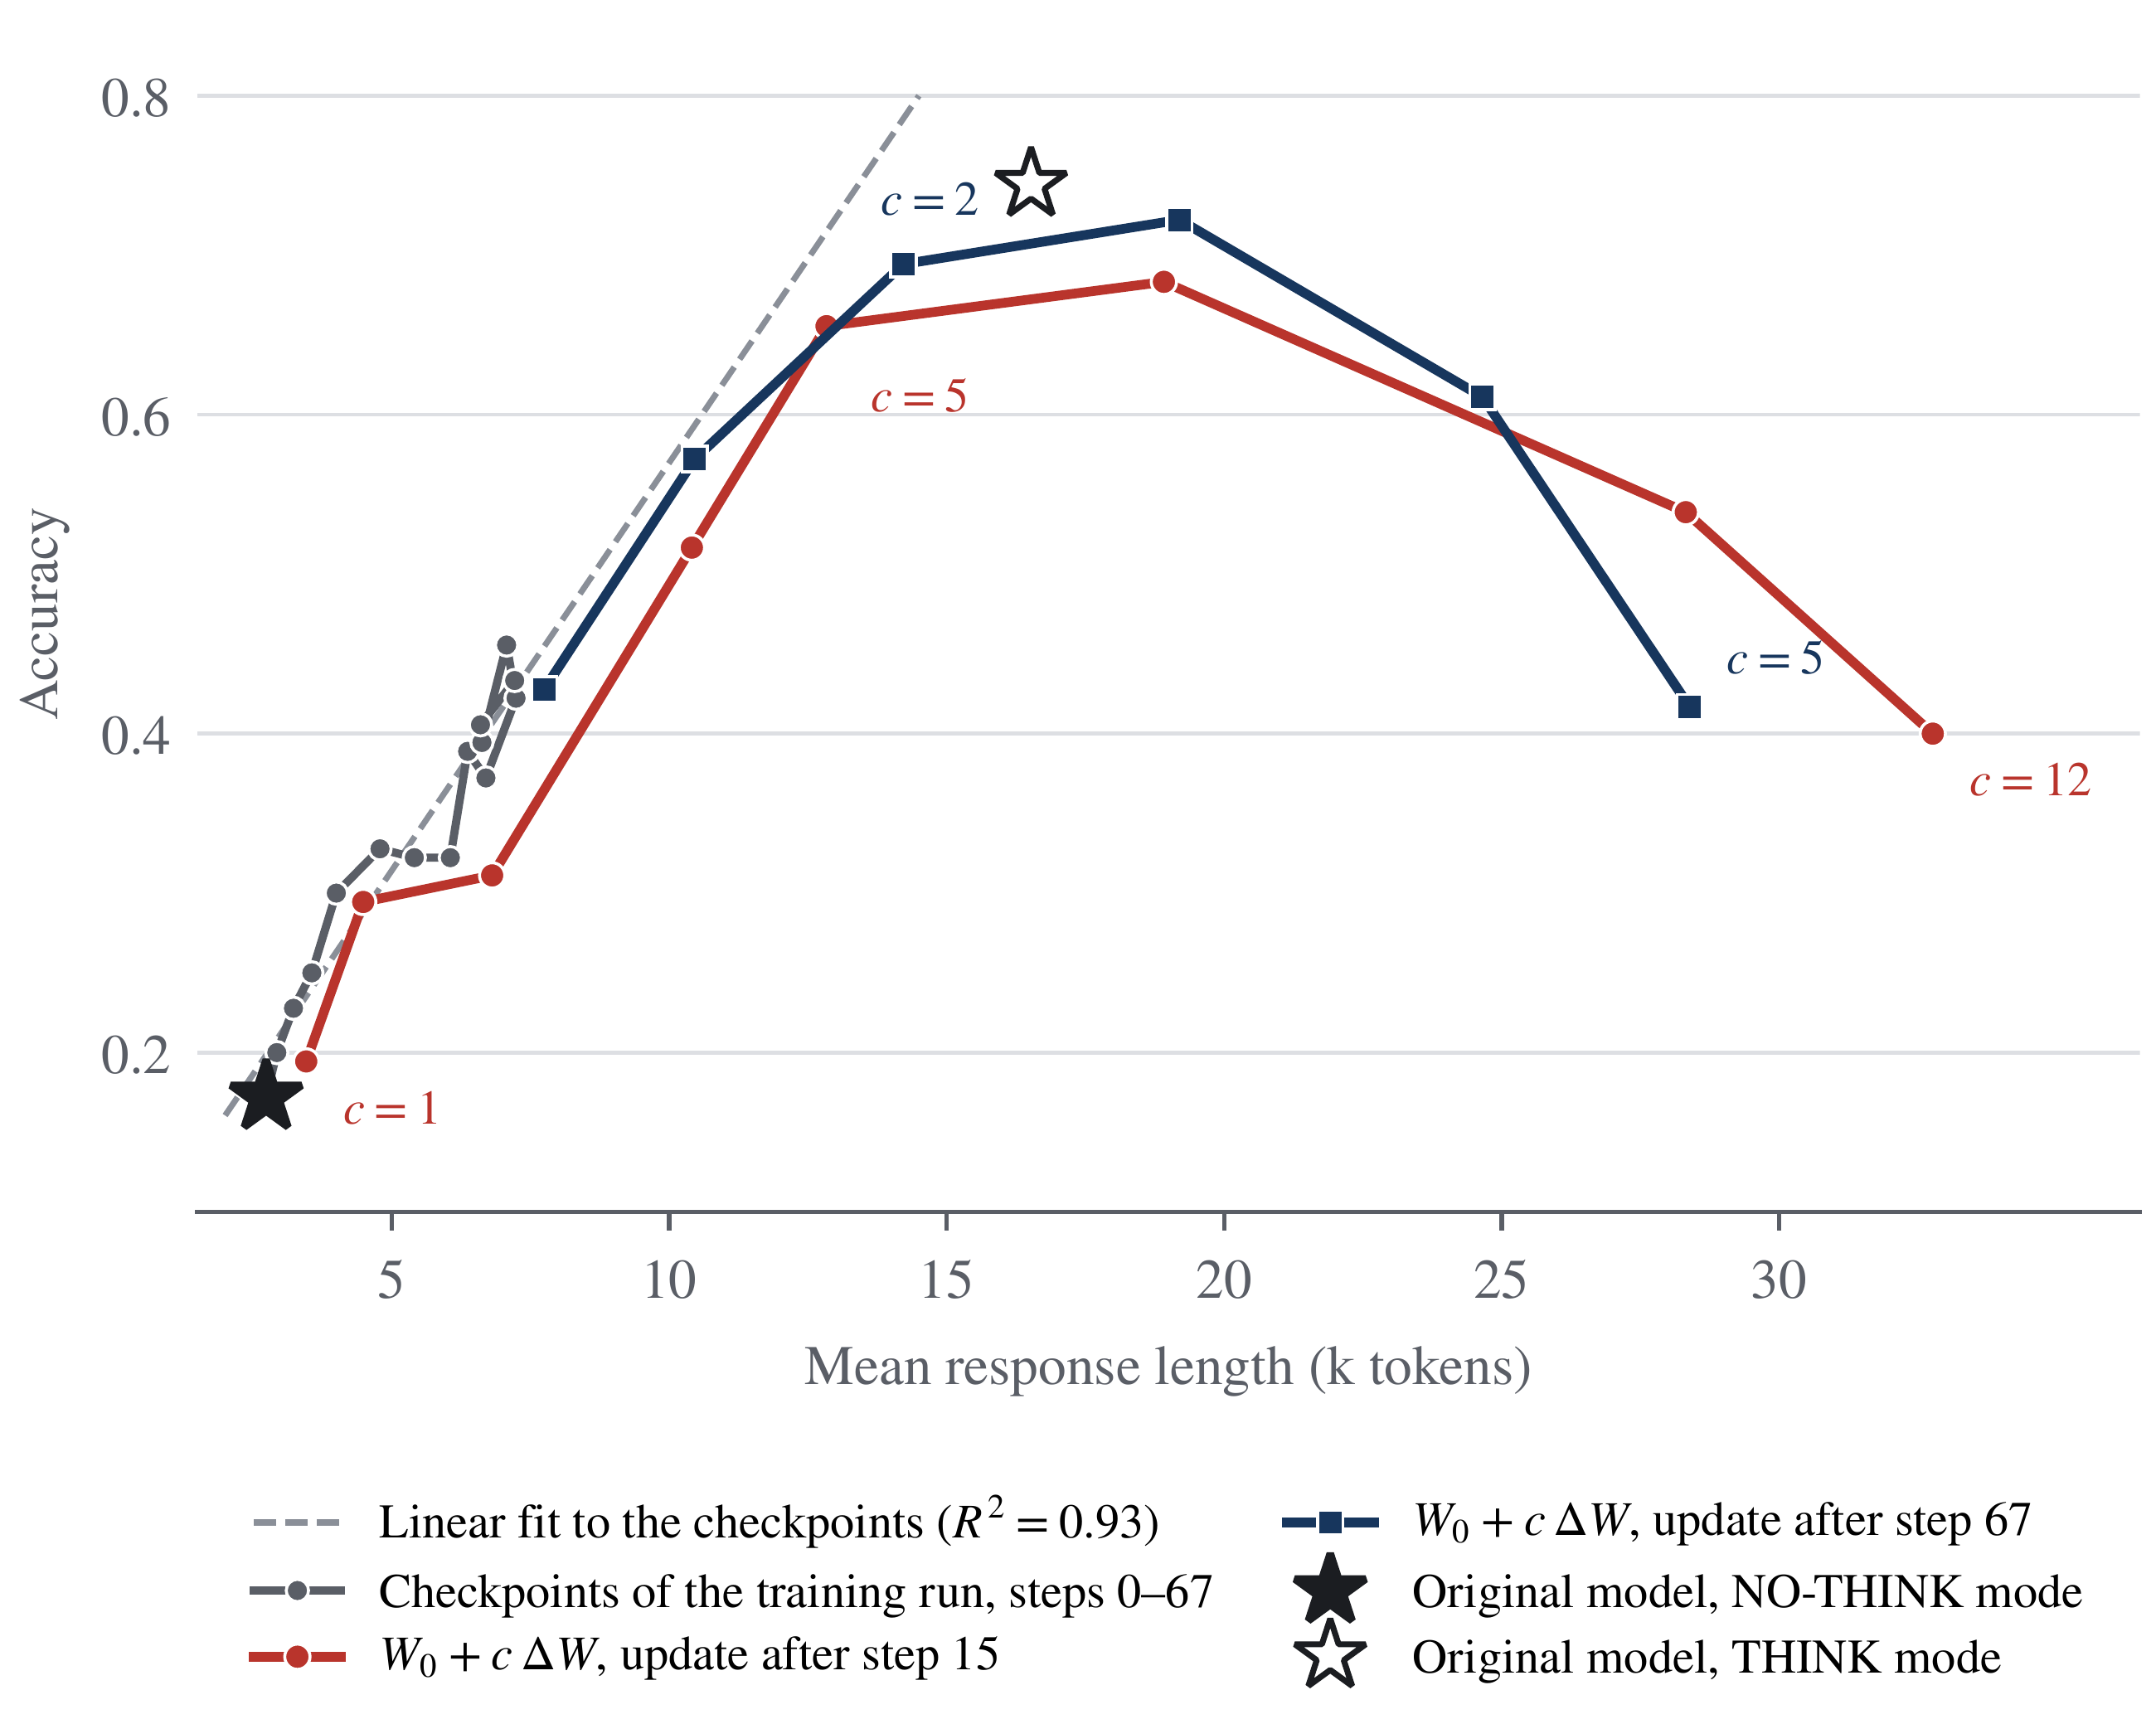 0.8
0.6
0.4
0.2
Accuracy
c = 2
c = 5
c = 5
c = 12
c = 1
5 10 15 20 25 30
Mean respone length (k tokens)
Linear fit to the checkpoints (R² = 0.93)
Checkpoints of the training run, steps 0–67
W₀ + c ΔW, update after step 15
W₀ + c ΔW, update after step 67
Original model, NO-THINK mode
Original model, THINK mode